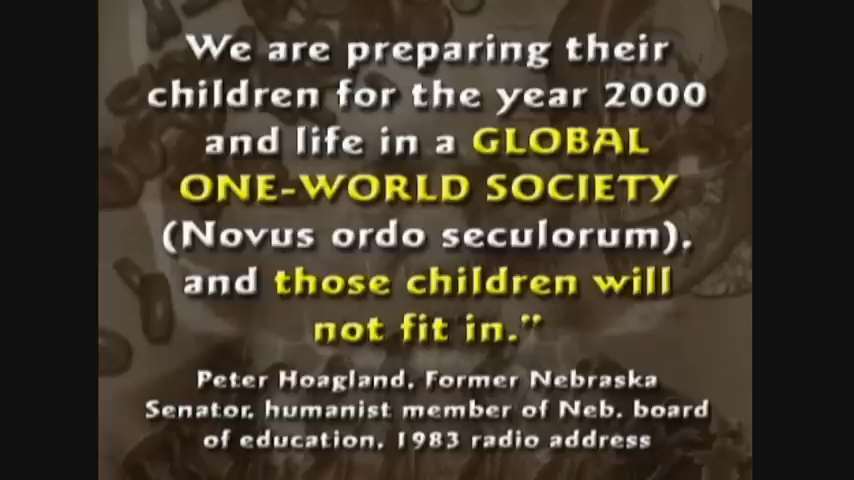 We are preparing their
children for the year 2000
and life in a GLOBAL
ONE-WORLD SOCIETY
(Novus ordo seculorum),
and those children will
not fit in."
Peter Hoagland, Former Nebraska
Senator, humanist member of Neb. board
of education, 1983 radio address